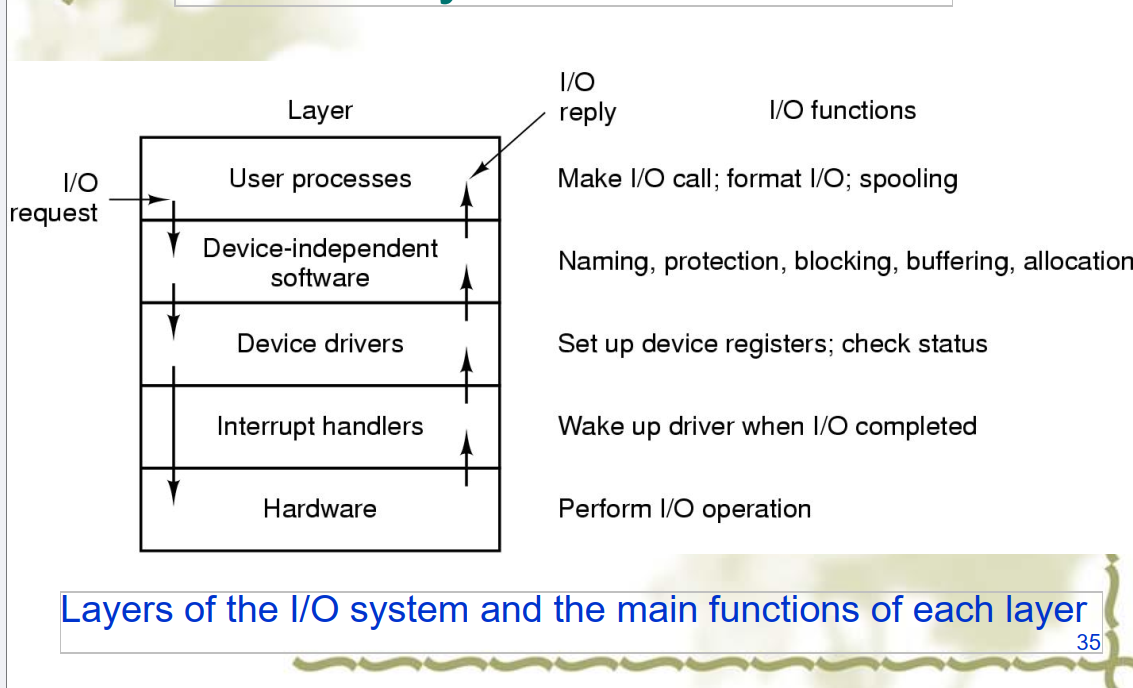 Layer
I/O
reply
I/O functions
I/O
request
User processes
Make I/O call; format I/O; spooling
Device-independent
software
Naming, protection, blocking, buffering, allocation
Device drivers
Set up device registers; check status
Interrupt handlers
Wake up driver when I/O completed
Hardware
Perform I/O operation
Layers of the I/O system and the main functions of each layer
35